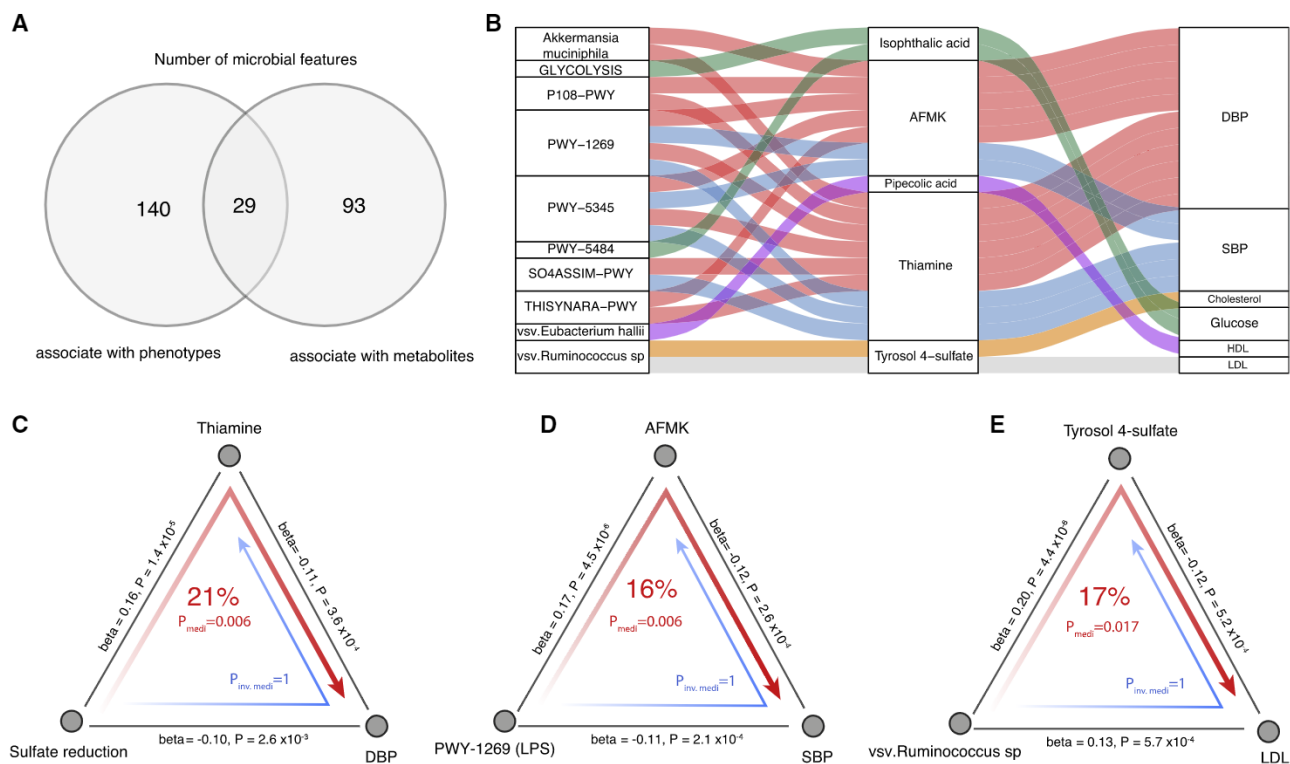 A
Number of microbial features
140
29
93
associate with phenotypes
associate with metabolites
B
Akkermansia
muciniphila
GLYCOLYSIS
P108-PWY
PWY-1269
PWY-5345
PWY-5484
SO4ASSIM-PWY
THISYNARA-PWY
vsv.Eubacterium hallii
vsv.Ruminococcus sp
Isophthalic acid
AFMK
Pipecolic acid
Thiamine
Tyrosol 4-sulfate
DBP
SBP
Cholesterol
Glucose
HDL
LDL
C
Thiamine
beta = 0.16, P = 1.4 x10⁻⁵
beta= -0.11, P = 3.6 x10⁻⁴
21%
Pmedi=0.006
Pinv. medi=1
Sulfate reduction
DBP
beta= -0.10, P = 2.6 x10⁻³
D
AFMK
beta = 0.17, P = 4.5 x10⁻⁶
beta= -0.12, P = 2.6 x10⁻⁴
16%
Pmedi=0.006
Pinv. medi=1
PWY-1269 (LPS)
SBP
beta= -0.11, P = 2.1 x10⁻⁴
E
Tyrosol 4-sulfate
beta = 0.20, P = 4.4 x10⁻⁸
beta= -0.12, P = 5.2 x10⁻⁴
17%
Pmedi=0.017
Pinv. medi=1
vsv.Ruminococcus sp
LDL
beta = 0.13, P = 5.7 x10⁻⁴